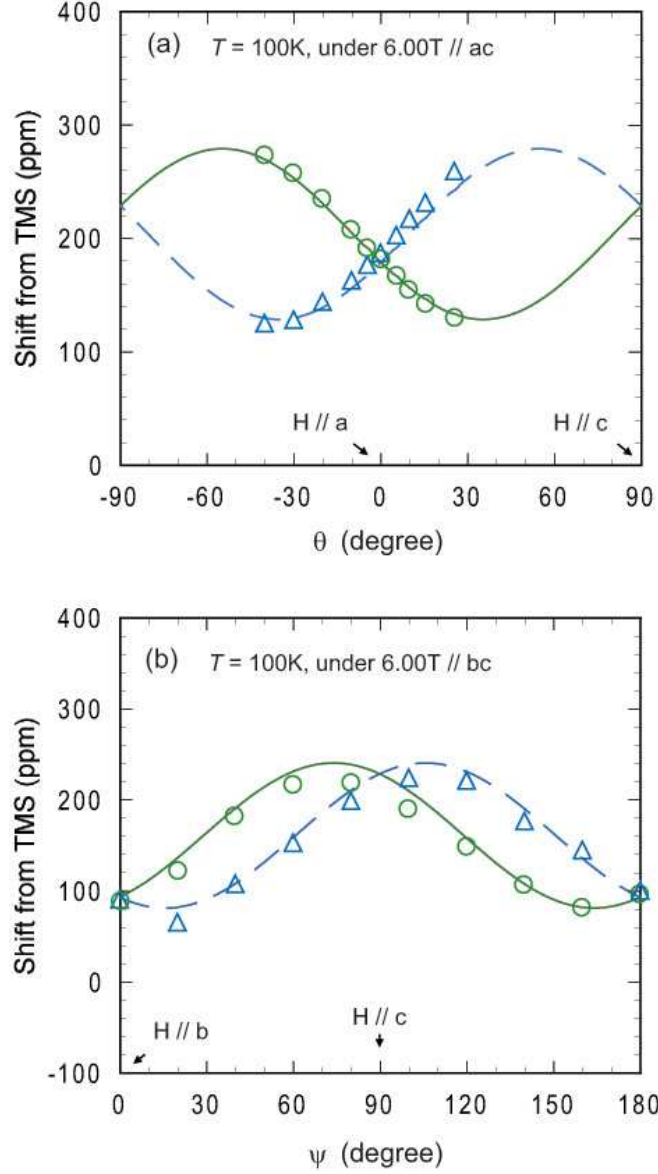 400
(a)
T = 100K, under 6.00T // ac
300
200
100
0
Shift from TMS (ppm)
H // a
H // c
-90
-60
-30
0
30
60
90
θ (degree)
400
(b)
T = 100K, under 6.00T // bc
300
200
100
0
-100
Shift from TMS (ppm)
H // b
H // c
0
30
60
90
120
150
180
ψ (degree)